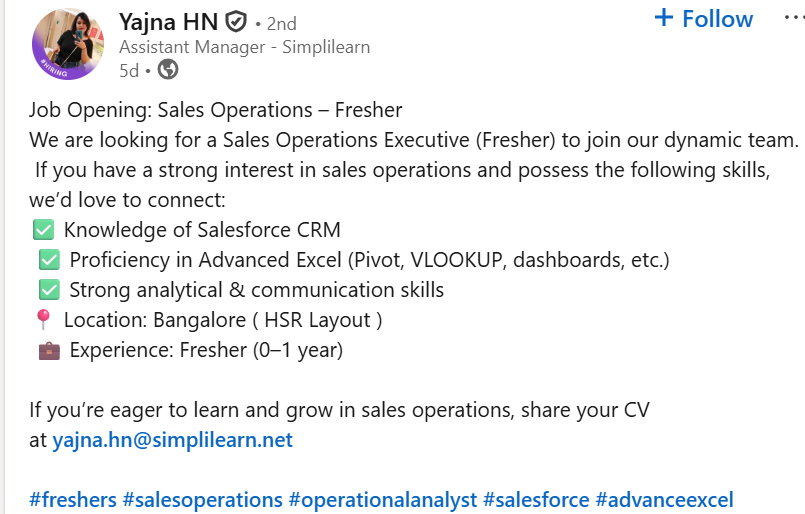 Yajna HN • 2nd
+ Follow ...
Assistant Manager - Simplilearn
5d •
#HIRING
Job Opening: Sales Operations – Fresher
We are looking for a Sales Operations Executive (Fresher) to join our dynamic team.
If you have a strong interest in sales operations and possess the following skills,
we’d love to connect:
✅ Knowledge of Salesforce CRM
✅ Proficiency in Advanced Excel (Pivot, VLOOKUP, dashboards, etc.)
✅ Strong analytical & communication skills
📍 Location: Bangalore ( HSR Layout )
💼 Experience: Fresher (0–1 year)
If you’re eager to learn and grow in sales operations, share your CV
at yajna.hn@simplilearn.net
#freshers #salesoperations #operationalanalyst #salesforce #advanceexcel